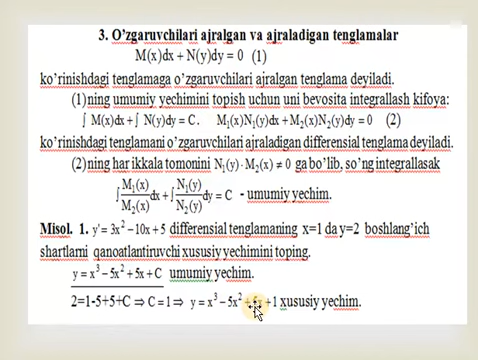 3. O’zgaruvchilari ajralgan va ajraladigan tenglamalar
M(x)dx + N(y)dy = 0 (1)
ko’rinishdagi tenglamaga o’zgaruvchilari ajralgan tenglama deyiladi.
(1)ning umumiy yechimini topish uchun uni bevosita integrallash kifoya:
∫ M(x)dx + ∫ N(y)dy = C. M₁(x)N₁(y)dx + M₂(x)N₂(y)dy = 0 (2)
ko’rinishdagi tenglamani o’zgaruvchilari ajraladigan differensial tenglama deyiladi.
(2)ning har ikkala tomonini N₁(y)·M₂(x) ≠ 0 ga bo’lib, so’ng integrallasak
∫ M₁(x)/M₂(x) dx + ∫ N₁(y)/N₂(y) dy = C - umumiy yechim.
Misol. 1. y' = 3x² −10x + 5 differensial tenglamaning x=1 da y=2 boshlang’ich
shartlarni qanoatlantiruvchi xususiy yechimini toping.
y = x³ − 5x² + 5x + C umumiy yechim.
2=1-5+5+C ⇒ C = 1 ⇒ y = x³ − 5x² + 5x + 1 xususiy yechim.